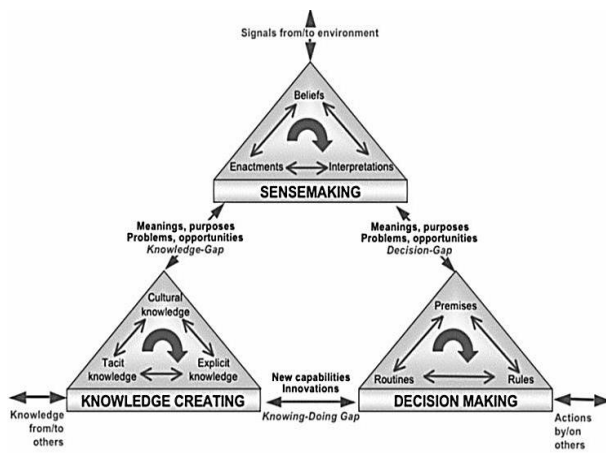 Signals from/to environment
Beliefs
Enactments
Interpretations
SENSEMAKING
Meanings, purposes
Problems, opportunities
Knowledge-Gap
Meanings, purposes
Problems, opportunities
Decision-Gap
Cultural
knowledge
Tacit
knowledge
Explicit
knowledge
KNOWLEDGE CREATING
Premises
Routines
Rules
DECISION MAKING
New capabilities
Innovations
Knowing-Doing Gap
Knowledge
from/to
others
Actions
by/on
others